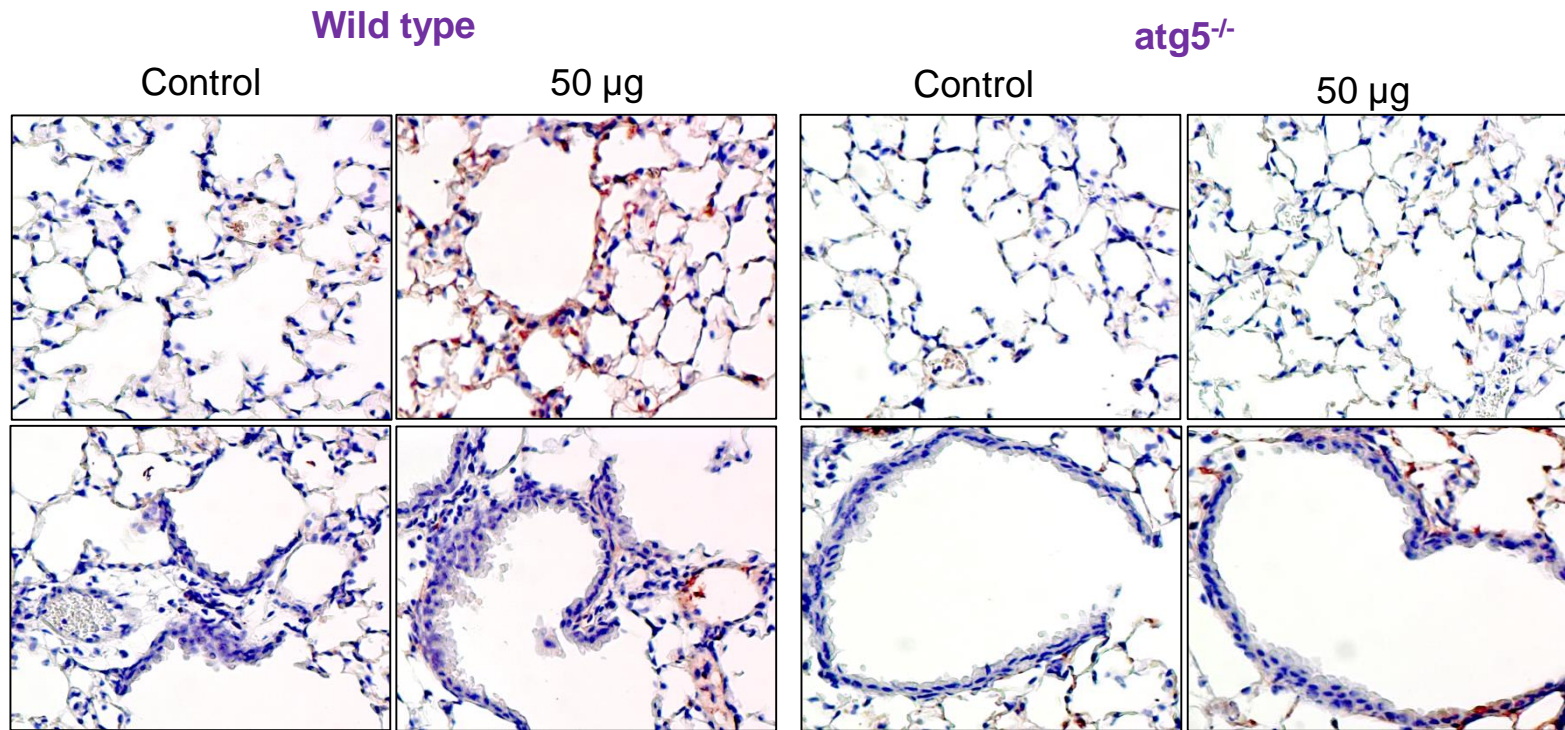 Wild type
atg5-/-
Control
50 µg
Control
50 µg